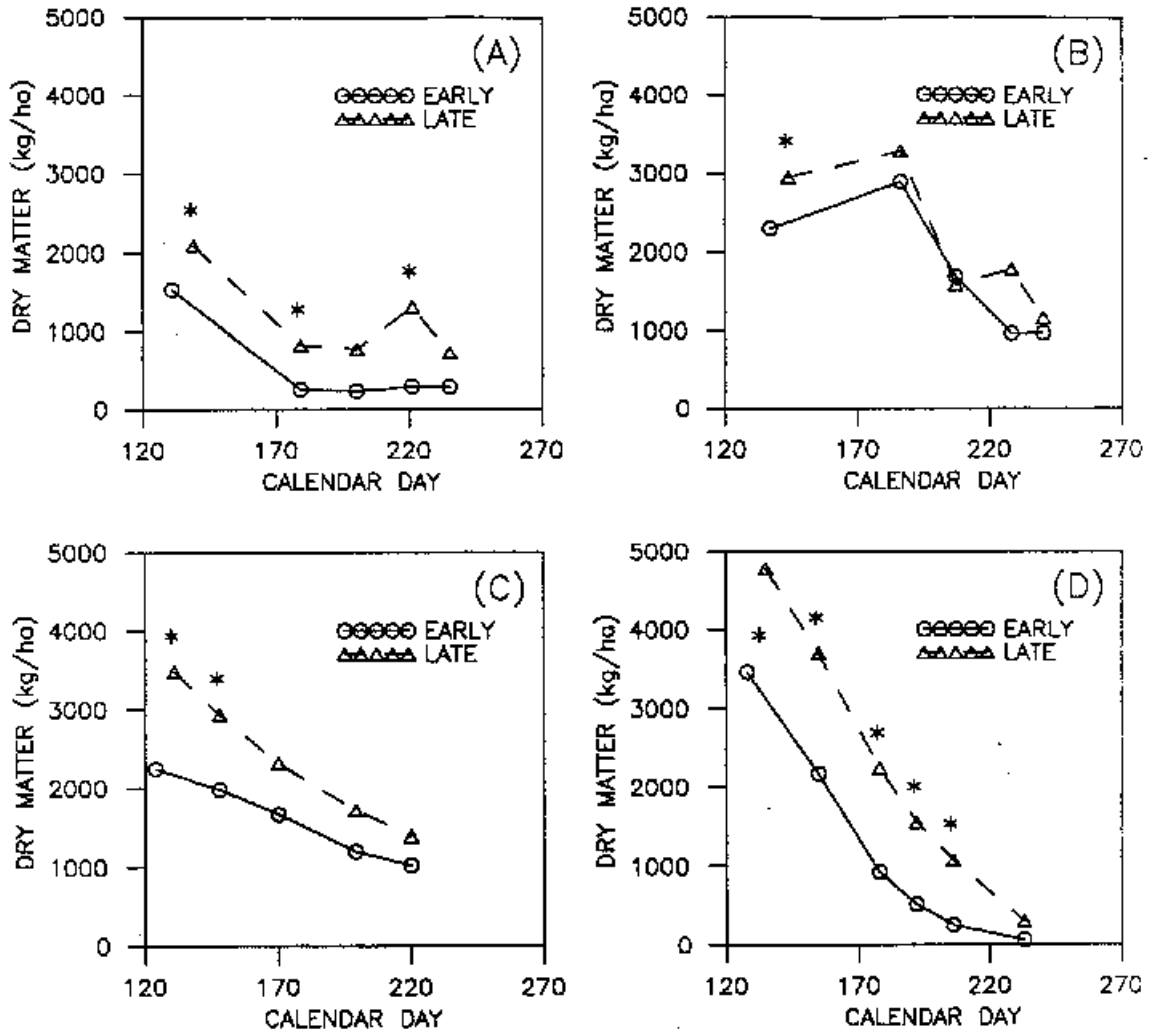 (A)
5000
4000
3000
2000
1000
0
DRY MATTER (kg/ha)
EARLY
LATE
*
*
*
120 170 220 270
CALENDAR DAY
(B)
5000
4000
3000
2000
1000
0
DRY MATTER (kg/ha)
EARLY
LATE
*
120 170 220 270
CALENDAR DAY
(C)
5000
4000
3000
2000
1000
0
DRY MATTER (kg/ha)
EARLY
LATE
*
*
120 170 220 270
CALENDAR DAY
(D)
5000
4000
3000
2000
1000
0
DRY MATTER (kg/ha)
EARLY
LATE
*
*
*
*
*
120 170 220 270
CALENDAR DAY